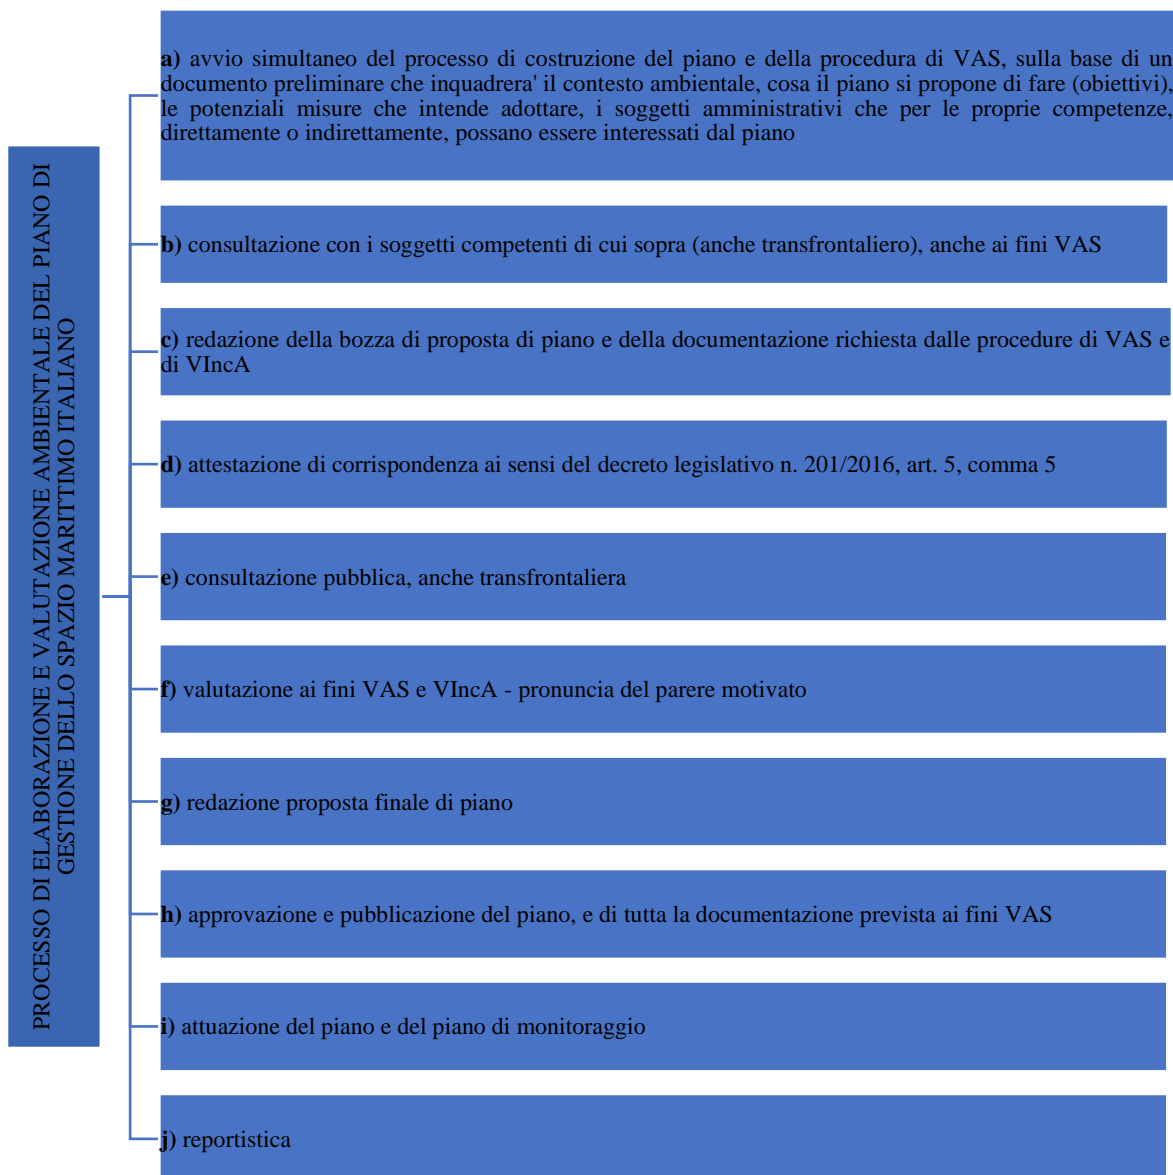 PROCESSO DI ELABORAZIONE E VALUTAZIONE AMBIENTALE DEL PIANO DI
GESTIONE DELLO SPAZIO MARITTIMO ITALIANO
a) avvio simultaneo del processo di costruzione del piano e della procedura di VAS, sulla base di un
documento preliminare che inquadrera' il contesto ambientale, cosa il piano si propone di fare (obiettivi),
le potenziali misure che intende adottare, i soggetti amministrativi che per le proprie competenze,
direttamente o indirettamente, possano essere interessati dal piano
b) consultazione con i soggetti competenti di cui sopra (anche transfrontaliero), anche ai fini VAS
c) redazione della bozza di proposta di piano e della documentazione richiesta dalle procedure di VAS e
di VIncA
d) attestazione di corrispondenza ai sensi del decreto legislativo n. 201/2016, art. 5, comma 5
e) consultazione pubblica, anche transfrontaliera
f) valutazione ai fini VAS e VIncA - pronuncia del parere motivato
g) redazione proposta finale di piano
h) approvazione e pubblicazione del piano, e di tutta la documentazione prevista ai fini VAS
i) attuazione del piano e del piano di monitoraggio
j) reportistica